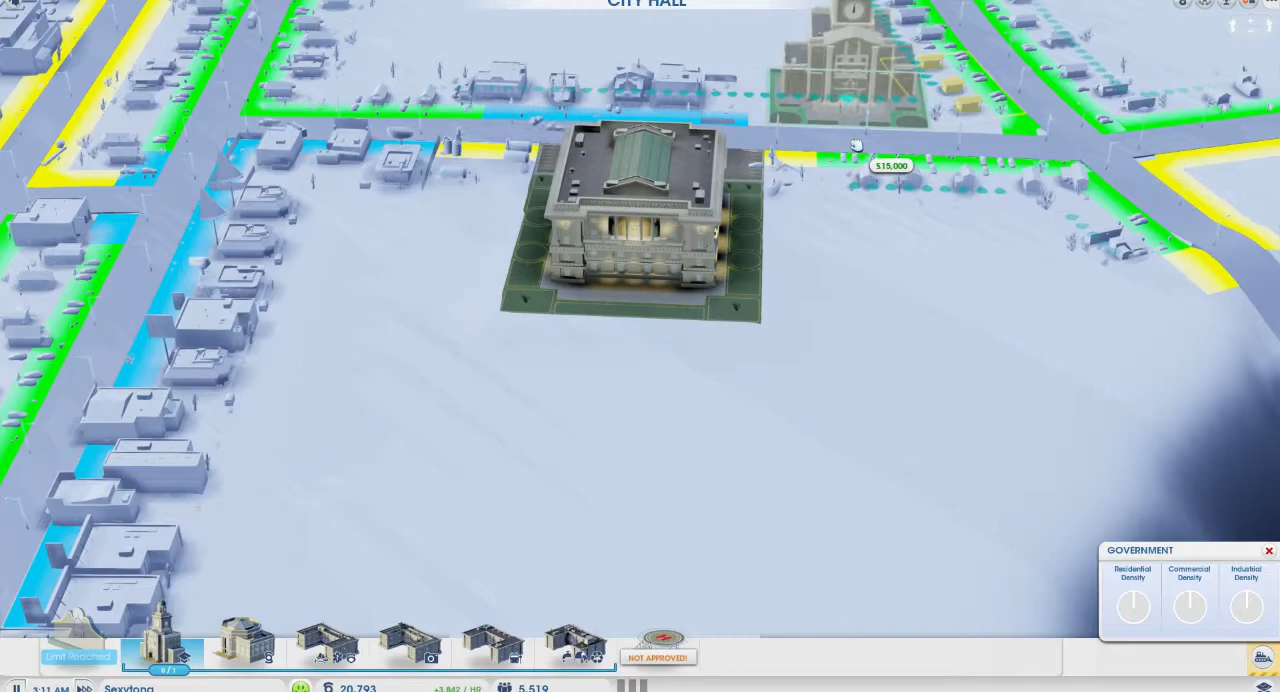 CITY HALL
$15,000
GOVERNMENT
Residential Density
Commercial Density
Industrial Density
Limit Reached
0 / 1
NOT APPROVED!
3:11 AM
Sexytona
20,793
+3,842 / HR
5,519